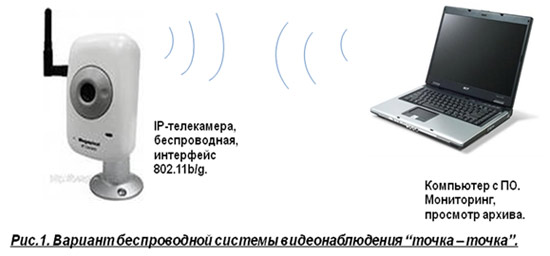 IP-телекамера,
беспроводная,
интерфейс
802.11b/g.
Компьютер с ПО.
Мониторинг,
просмотр архива.
Рис.1. Вариант беспроводной системы видеонаблюдения “точка – точка”.